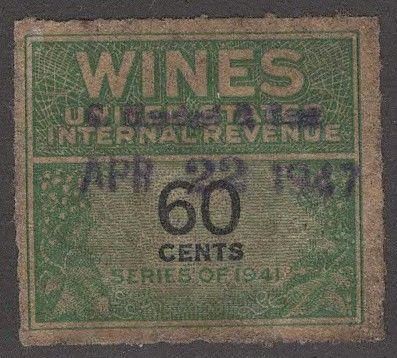 WINES
UNITED STATES
INTERNAL REVENUE
APR 22 1947
60
CENTS
SERIES OF 1941